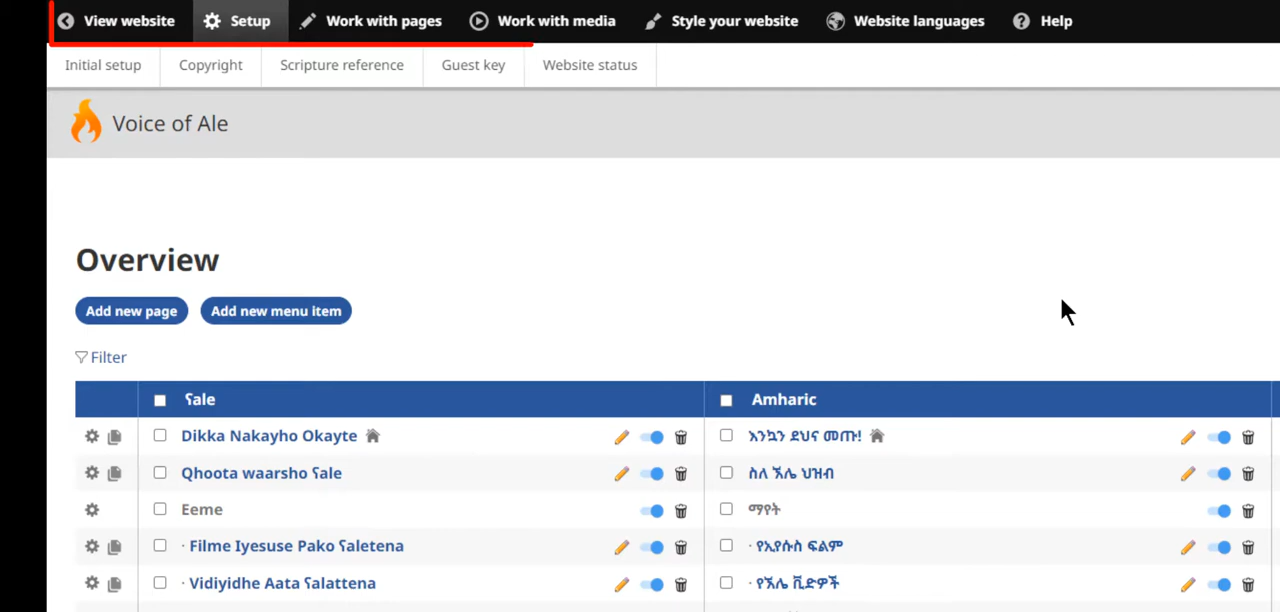 View website Setup Work with pages Work with media Style your website Website languages Help
Initial setup Copyright Scripture reference Guest key Website status
Voice of Ale
Overview
Add new page Add new menu item
Filter
ʕale Amharic
Dikka Nakayho Okayte እንኳን ደህና መጡ!
Qhoota waarsho ʕale ስለ ኧሌ ህዝብ
Eeme ማየት
· Filme Iyesuse Pako ʕaletena · የኢየሱስ ፍልም
· Vidiyidhe Aata ʕalattena · የኧሌ ቪድዎች